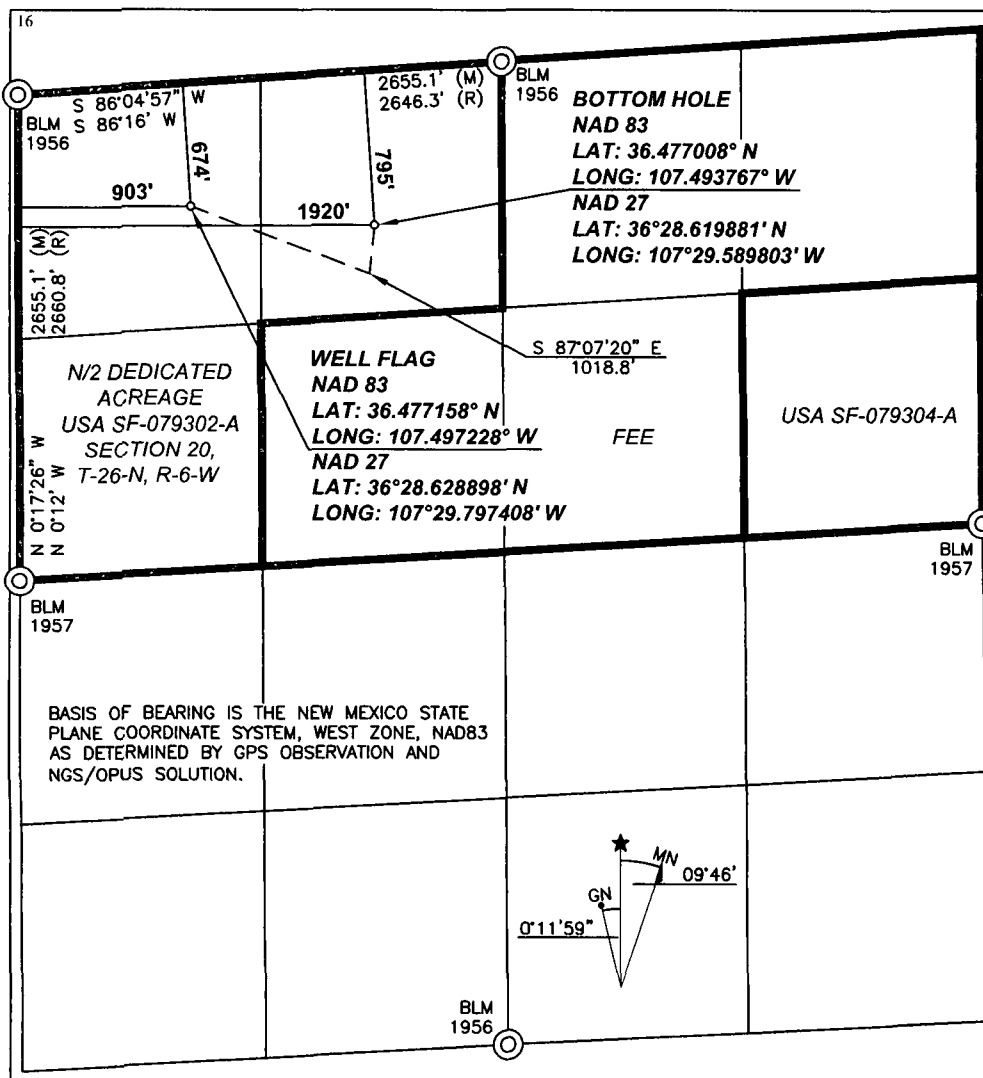 16
S 86°04'57" W
S 86°16' W
2655.1' (M)
2646.3' (R)
BLM
1956
BLM
1956
674'
795'
903'
1920'
BOTTOM HOLE
NAD 83
LAT: 36.477008° N
LONG: 107.493767° W
NAD 27
LAT: 36°28.619881' N
LONG: 107°29.589803' W
2655.1' (M)
2660.8' (R)
N 0°17'26" W
N 0°12' W
S 87°07'20" E
1018.8'
N/2 DEDICATED
ACREAGE
USA SF-079302-A
SECTION 20,
T-26-N, R-6-W
WELL FLAG
NAD 83
LAT: 36.477158° N
LONG: 107.497228° W
NAD 27
LAT: 36°28.628898' N
LONG: 107°29.797408' W
FEE
USA SF-079304-A
BLM
1957
BLM
1957
BASIS OF BEARING IS THE NEW MEXICO STATE
PLANE COORDINATE SYSTEM, WEST ZONE, NAD83
AS DETERMINED BY GPS OBSERVATION AND
NGS/OPUS SOLUTION.
MN
09°46'
GN
0°11'59"
BLM
1956